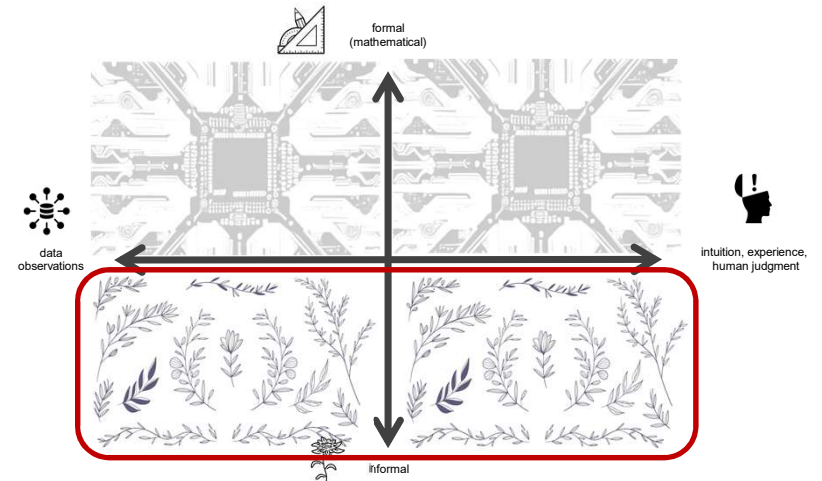 formal
(mathematical)
data
observations
intuition, experience,
human judgment
informal